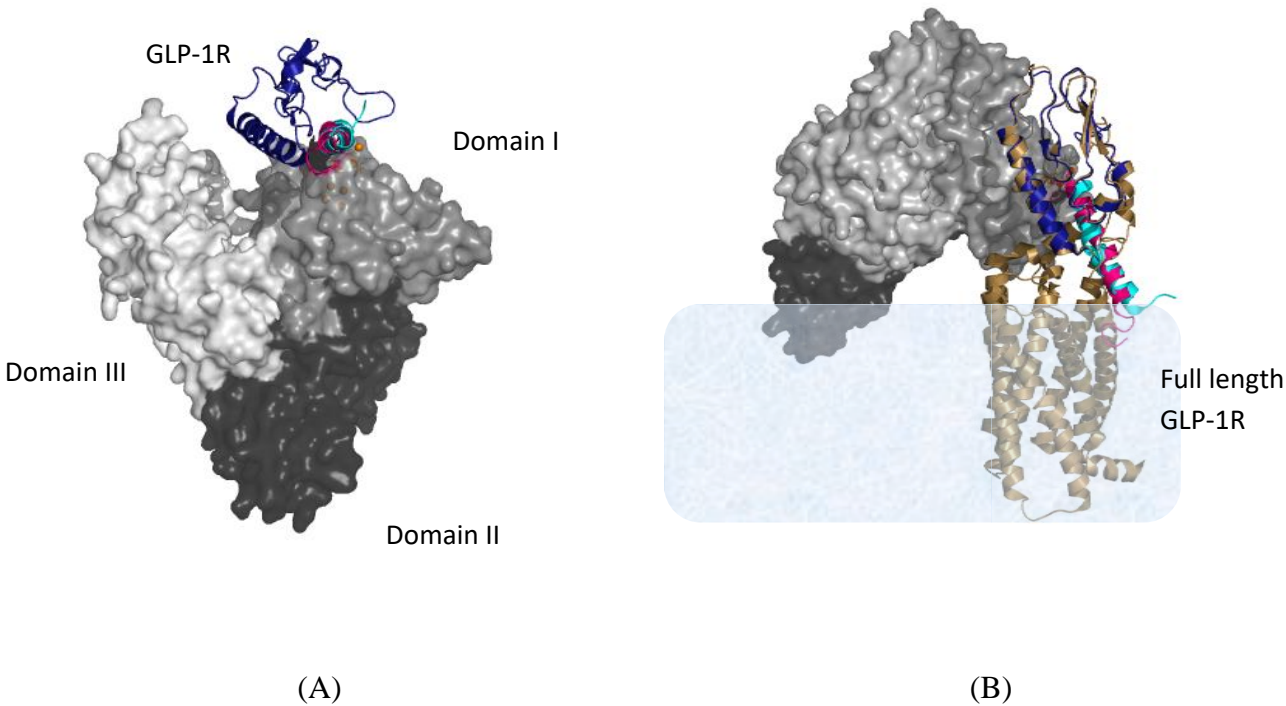 GLP-1R
Domain I
Domain III
Domain II
Full length
GLP-1R
(A)
(B)